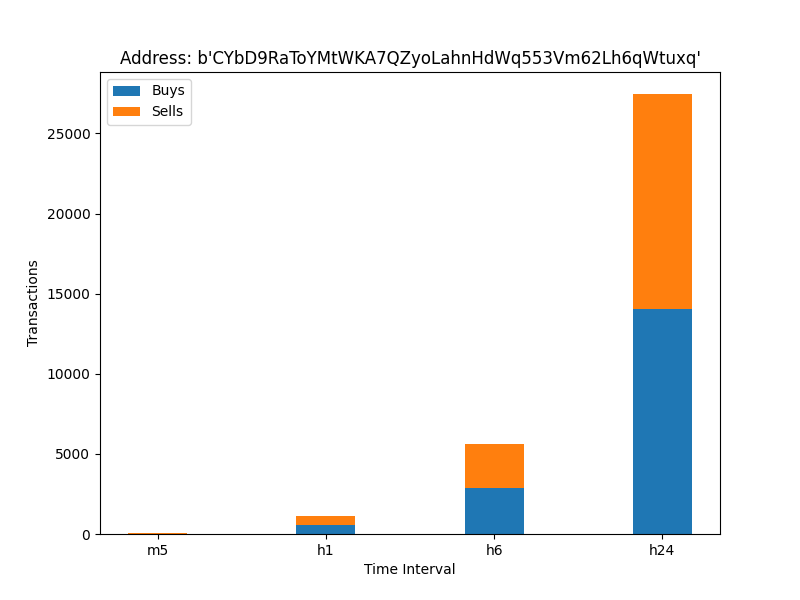 Address: b'CYbD9RaToYMtWKA7QZyoLahnHdWq553Vm62Lh6qWtuxq'
Buys
Sells
25000
20000
15000
10000
5000
0
Transactions
m5
h1
h6
h24
Time Interval